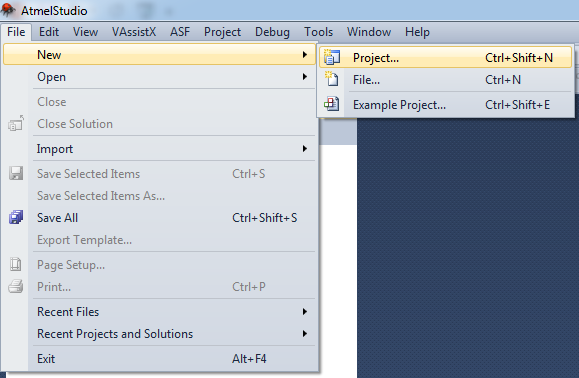 AtmelStudio
File Edit View VAssistX ASF Project Debug Tools Window Help
New
Project... Ctrl+Shift+N
Open
File... Ctrl+N
Close
Example Project... Ctrl+Shift+E
Close Solution
Import
Save Selected Items Ctrl+S
Save Selected Items As...
Save All Ctrl+Shift+S
Export Template...
Page Setup...
Print... Ctrl+P
Recent Files
Recent Projects and Solutions
Exit Alt+F4